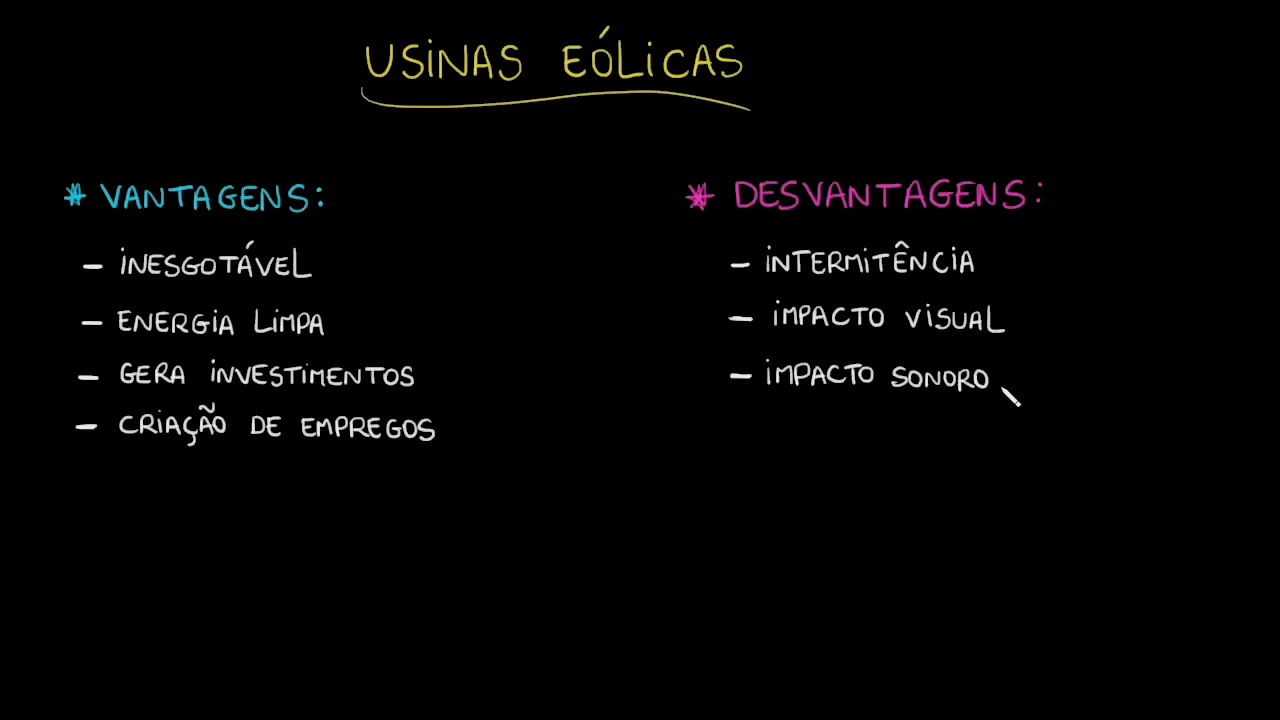 USINAS EÓLICAS
* VANTAGENS:
- INESGOTÁVEL
- ENERGIA LIMPA
- GERA INVESTIMENTOS
- CRIAÇÃO DE EMPREGOS
* DESVANTAGENS:
- INTERMITÊNCIA
- IMPACTO VISUAL
- IMPACTO SONORO